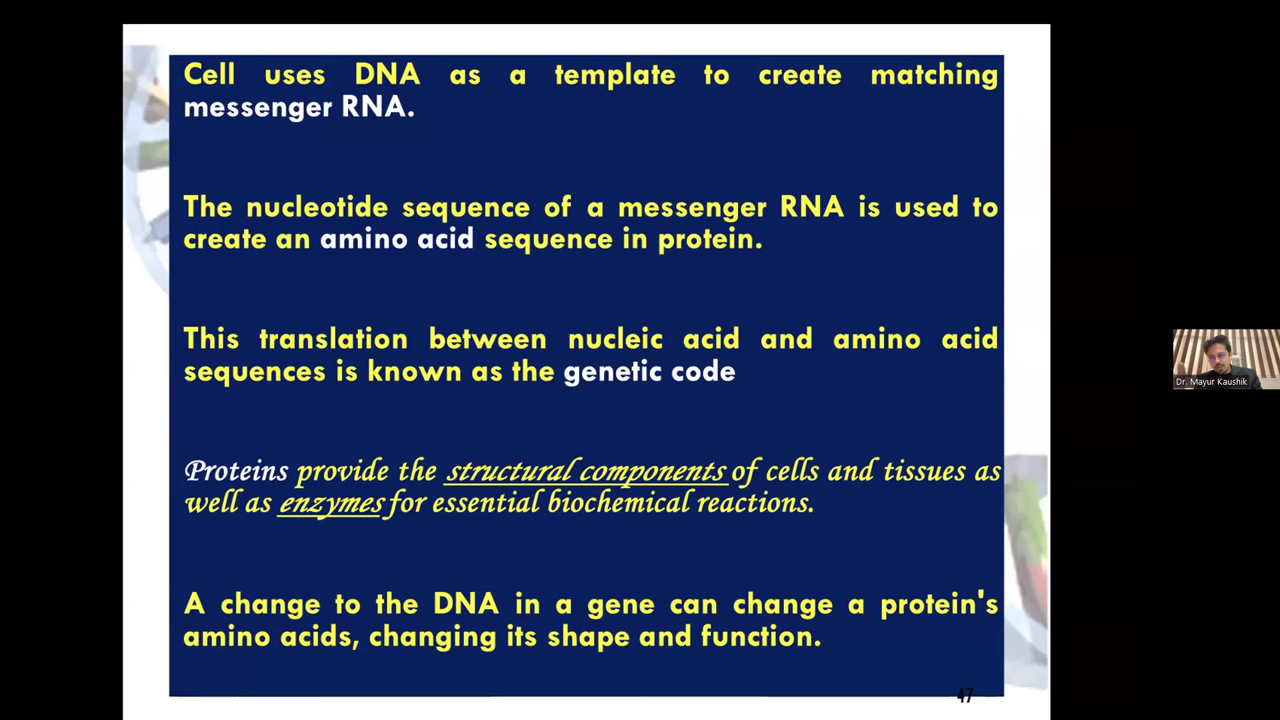 Cell uses DNA as a template to create matching
messenger RNA.
The nucleotide sequence of a messenger RNA is used to
create an amino acid sequence in protein.
This translation between nucleic acid and amino acid
sequences is known as the genetic code
Proteins provide the structural components of cells and tissues as
well as enzymes for essential biochemical reactions.
A change to the DNA in a gene can change a protein's
amino acids, changing its shape and function.
47
Dr. Mayur Kaushik